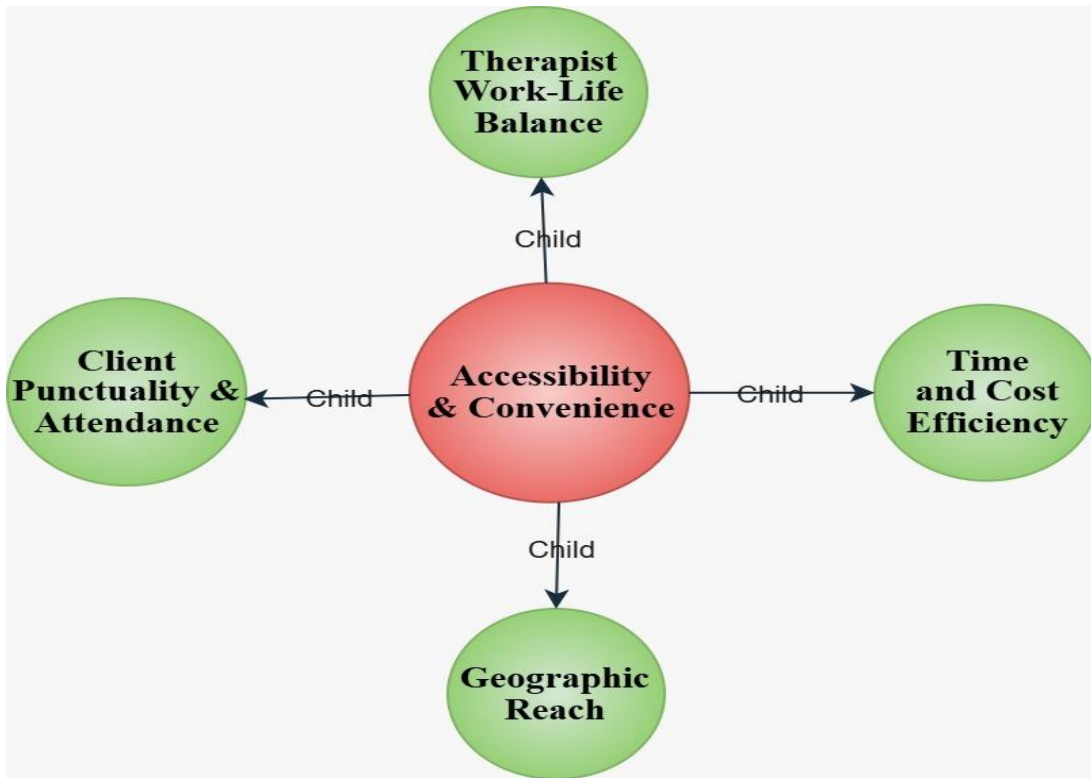 Therapist
Work-Life
Balance
Child
Client
Punctuality &
Attendance
Child
Accessibility
& Convenience
Child
Time
and Cost
Efficiency
Child
Geographic
Reach